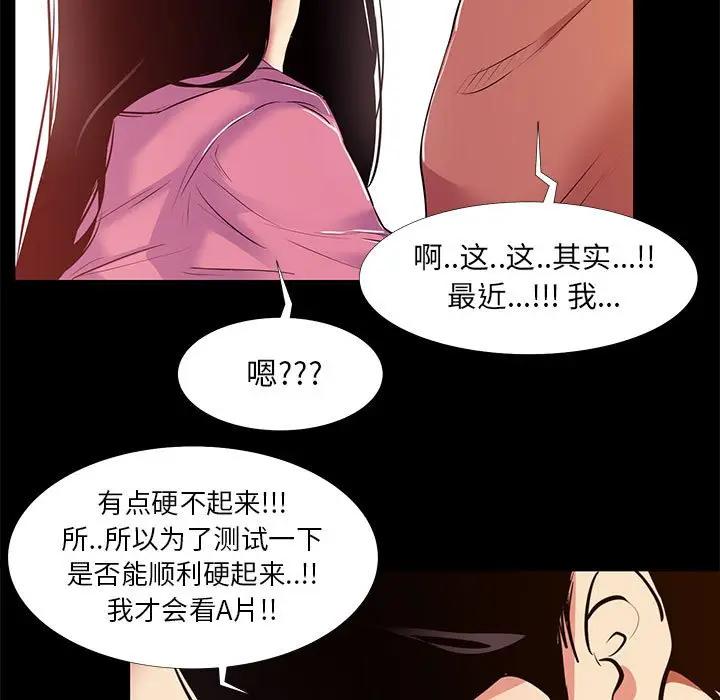 啊..这..这..其实...!!
最近...!!! 我...
嗯???
有点硬不起来!!!
所..所以为了测试一下
是否能顺利硬起来..!!
我才会看A片!!